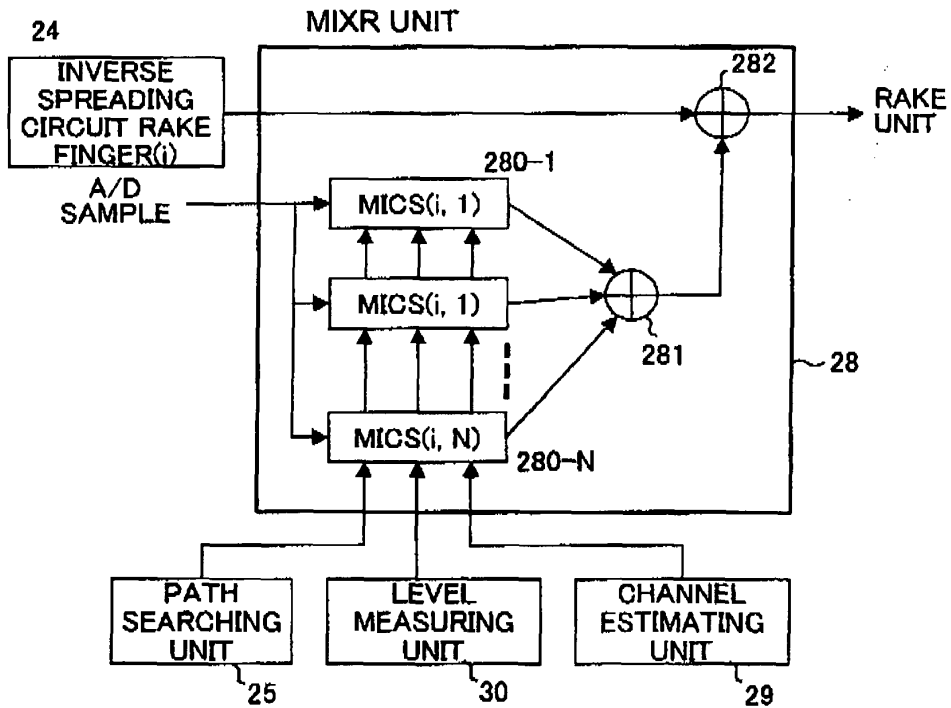 MIXR UNIT
24
INVERSE
SPREADING
CIRCUIT RAKE
FINGER(i)
282
RAKE
UNIT
A/D
SAMPLE
280-1
MICS(i, 1)
MICS(i, 1)
281
28
MICS(i, N)
280-N
PATH
SEARCHING
UNIT
25
LEVEL
MEASURING
UNIT
30
CHANNEL
ESTIMATING
UNIT
29